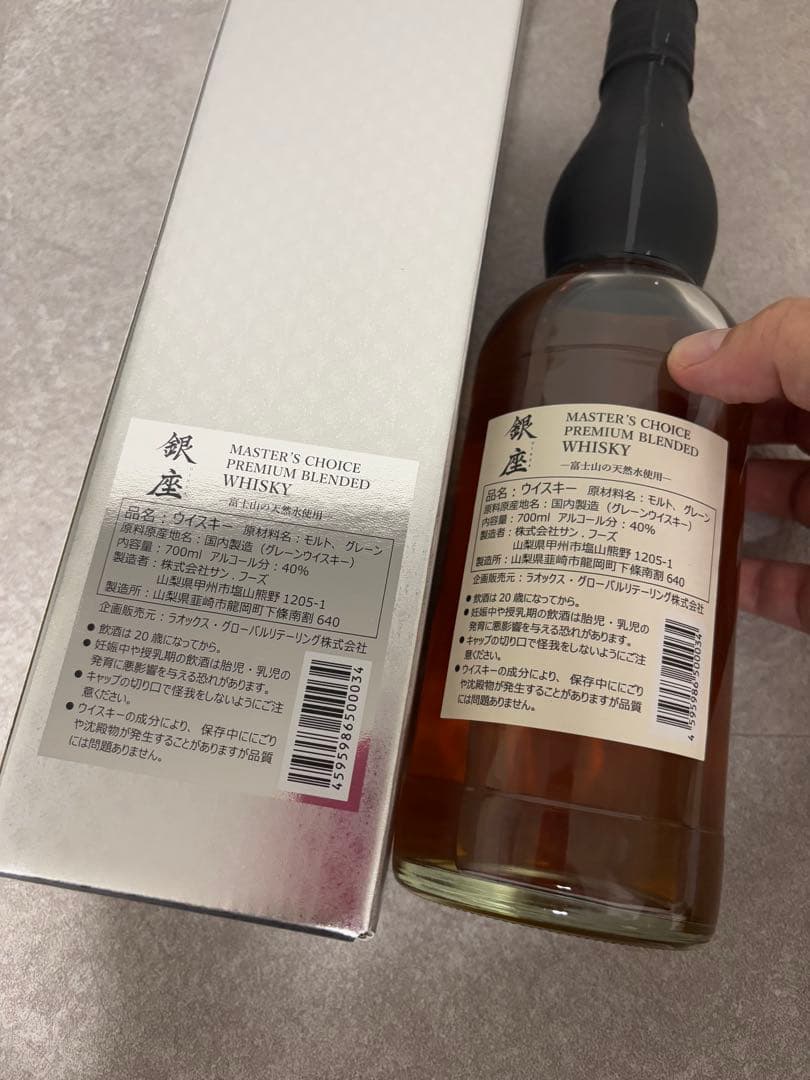 銀座
MASTER'S CHOICE
PREMIUM BLENDED
WHISKY
―富士山の天然水使用―
品名:ウイスキー 原材料名:モルト、グレーン
原料原産地名:国内製造(グレーンウイスキー)
内容量:700ml アルコール分:40%
製造者:株式会社サン.フーズ
山梨県甲州市塩山熊野1205-1
製造所:山梨県韮崎市龍岡町下條南割640
企画販売元:ラオックス・グローバルリテーリング株式会社
●飲酒は20歳になってから。
●妊娠中や授乳期の飲酒は胎児・乳児の
発育に悪影響を与える恐れがあります。
●キャップの切り口で怪我をしないようにご注
意ください。
●ウイスキーの成分により、保存中ににごり
や沈殿物が発生することがありますが品質
には問題ありません。
4595986500034
銀座
MASTER'S CHOICE
PREMIUM BLENDED
WHISKY
―富士山の天然水使用―
品名:ウイスキー 原材料名:モルト、グレーン
原料原産地名:国内製造(グレーンウイスキー)
内容量:700ml アルコール分:40%
製造者:株式会社サン.フーズ
山梨県甲州市塩山熊野1205-1
製造所:山梨県韮崎市龍岡町下條南割640
企画販売元:ラオックス・グローバルリテーリング株式会社
●飲酒は20歳になってから。
●妊娠中や授乳期の飲酒は胎児・乳児の
発育に悪影響を与える恐れがあります。
●キャップの切り口で怪我をしないようにご注
意ください。
●ウイスキーの成分により、保存中ににごり
や沈殿物が発生することがありますが品質
には問題ありません。
4595986500034